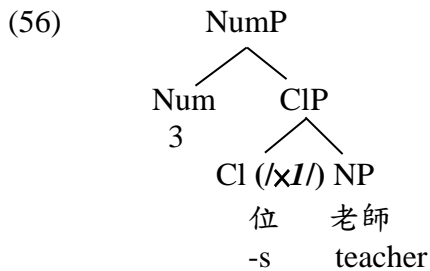 (56) NumP
Num ClP
3
Cl (/×1/) NP
位 老師
-s teacher